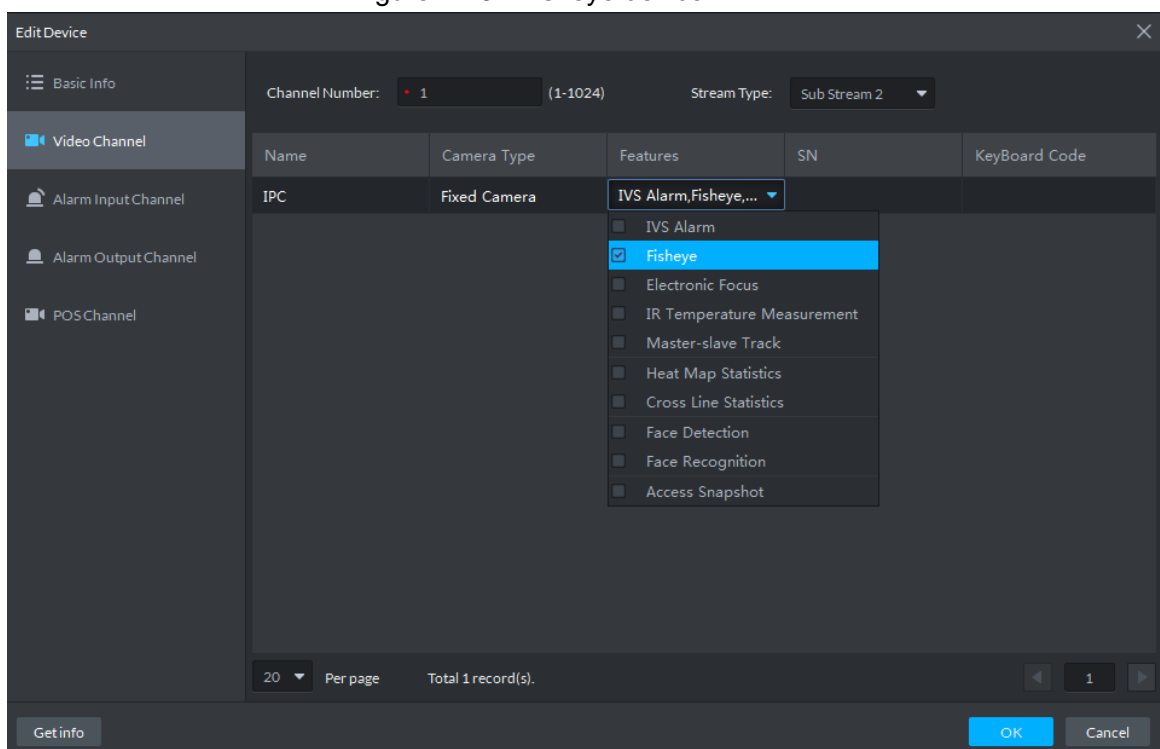 Edit Device
Basic Info
Video Channel
Alarm Input Channel
Alarm Output Channel
POS Channel
Channel Number: * 1 (1-1024) Stream Type: Sub Stream 2
Name Camera Type Features SN KeyBoard Code
IPC Fixed Camera IVS Alarm,Fisheye,...
IVS Alarm
Fisheye
Electronic Focus
IR Temperature Measurement
Master-slave Track
Heat Map Statistics
Cross Line Statistics
Face Detection
Face Recognition
Access Snapshot
20 Per page Total 1 record(s). 1
Get info OK Cancel